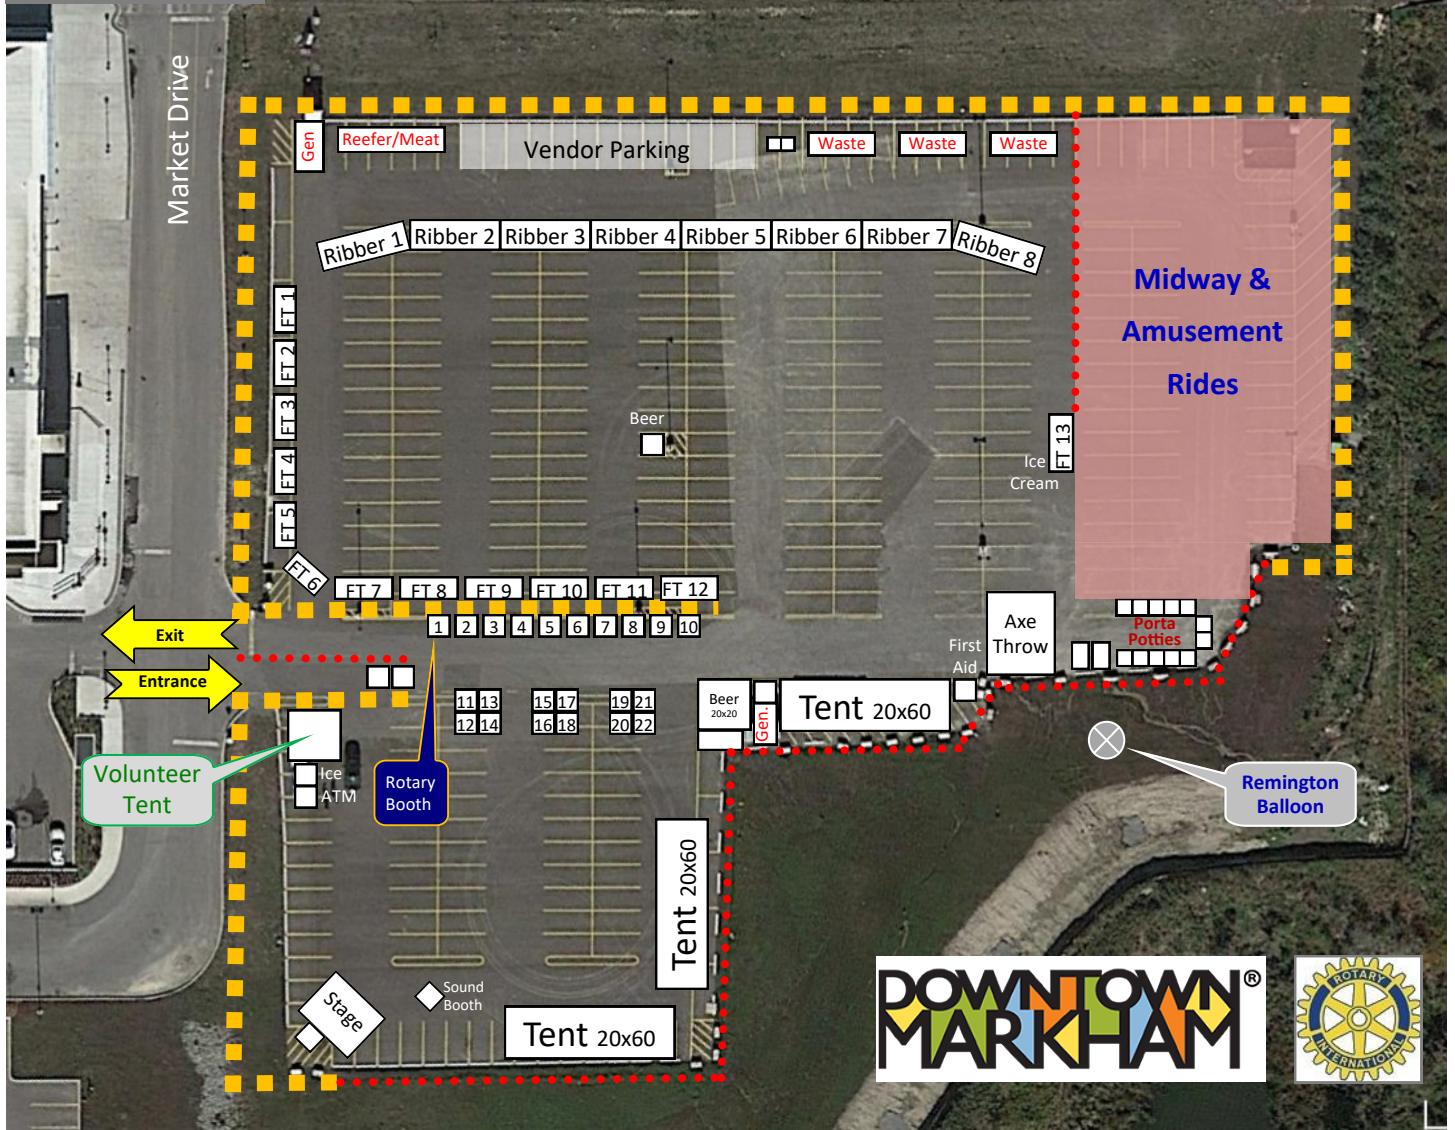 Market Drive
Gen
Reefer/Meat
Vendor Parking
Waste
Waste
Waste
Ribber 1
Ribber 2
Ribber 3
Ribber 4
Ribber 5
Ribber 6
Ribber 7
Ribber 8
Midway &
Amusement
Rides
FT 1
FT 2
FT 3
FT 4
FT 5
FT 6
Beer
Ice
Cream
FT 13
FT 7
FT 8
FT 9
FT 10
FT 11
FT 12
Exit
Entrance
1
2
3
4
5
6
7
8
9
10
First
Aid
Axe
Throw
Porta
Potties
11 13
12 14
15 17
16 18
19 21
20 22
Beer
20x20
Gen.
Tent 20x60
Volunteer
Tent
Ice
ATM
Rotary
Booth
Remington
Balloon
Tent 20x60
Stage
Sound
Booth
Tent 20x60
DOWNTOWN®
MARKHAM
ROTARY
INTERNATIONAL